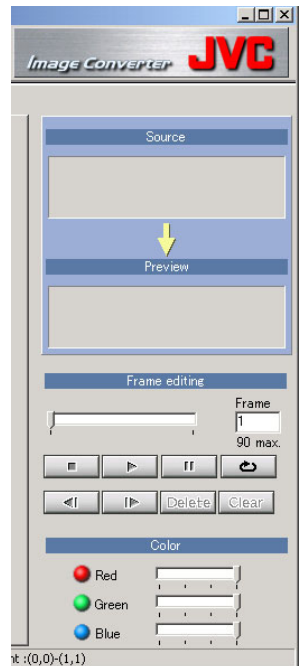 Image Converter JVC
Source
Preview
Frame editing
Frame
1
90 max.
Delete Clear
Color
Red
Green
Blue
nt :(0,0)-(1,1)